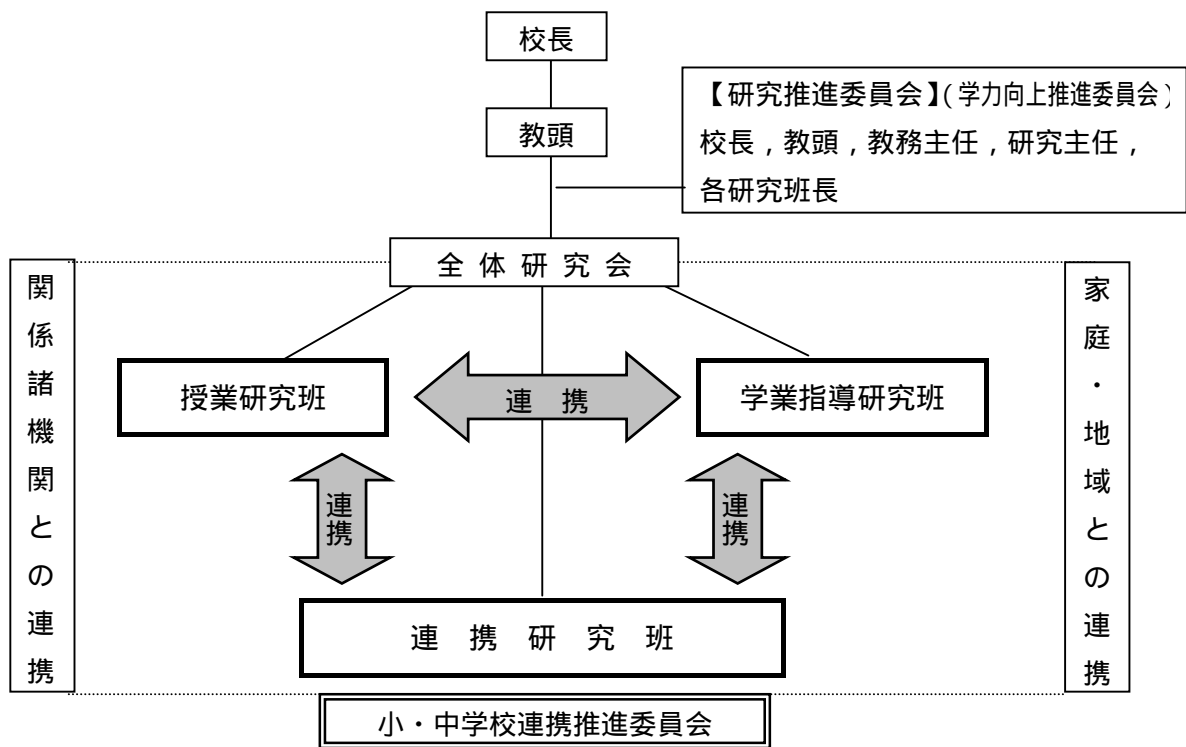 校長
教頭
【研究推進委員会】(学力向上推進委員会)
校長，教頭，教務主任，研究主任，
各研究班長
全体研究会
関係諸機関との連携
家庭・地域との連携
授業研究班
連携
学業指導研究班
連携
連携
連携研究班
小・中学校連携推進委員会